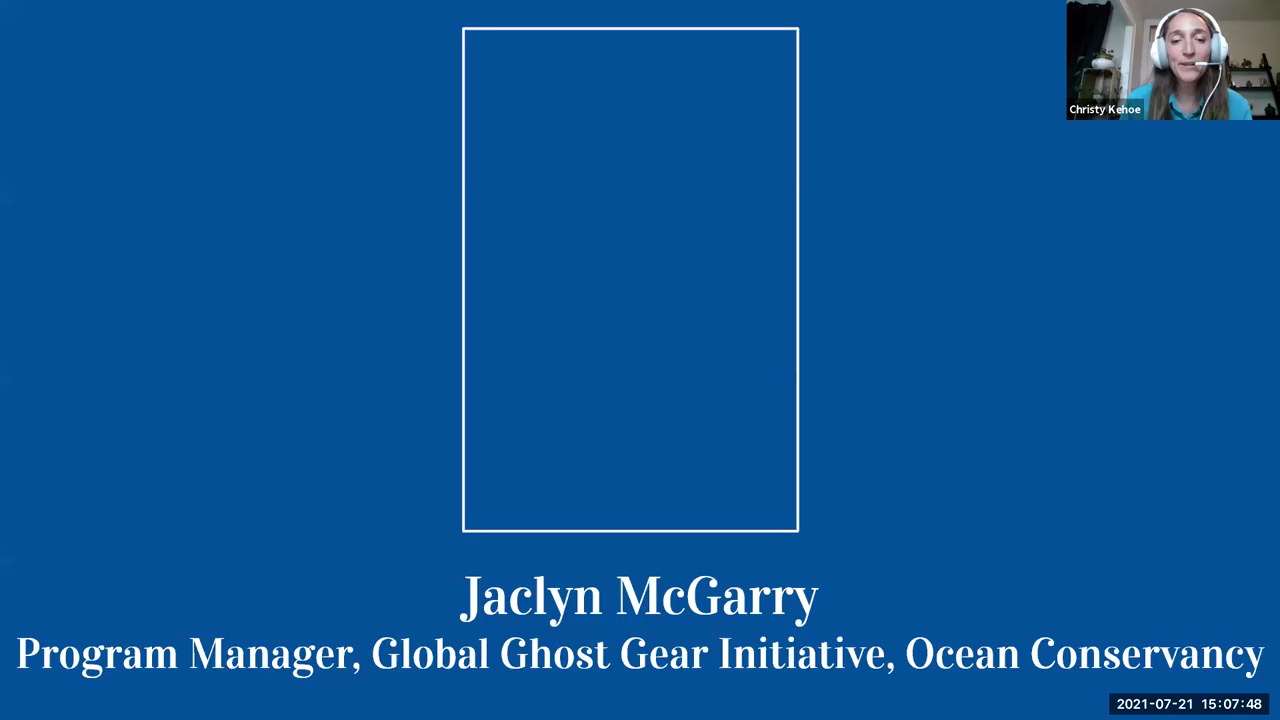 Christy Kehoe
Jaclyn McGarry
Program Manager, Global Ghost Gear Initiative, Ocean Conservancy
2021-07-21 15:07:48